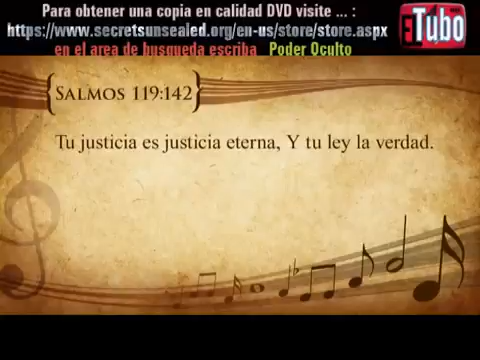 Para obtener una copia en calidad DVD visite ... :
https://www.secretsunsealed.org/en-us/store/store.aspx
en el area de busqueda escriba Poder Oculto
El Tubo
SALMOS 119:142
Tu justicia es justicia eterna, Y tu ley la verdad.